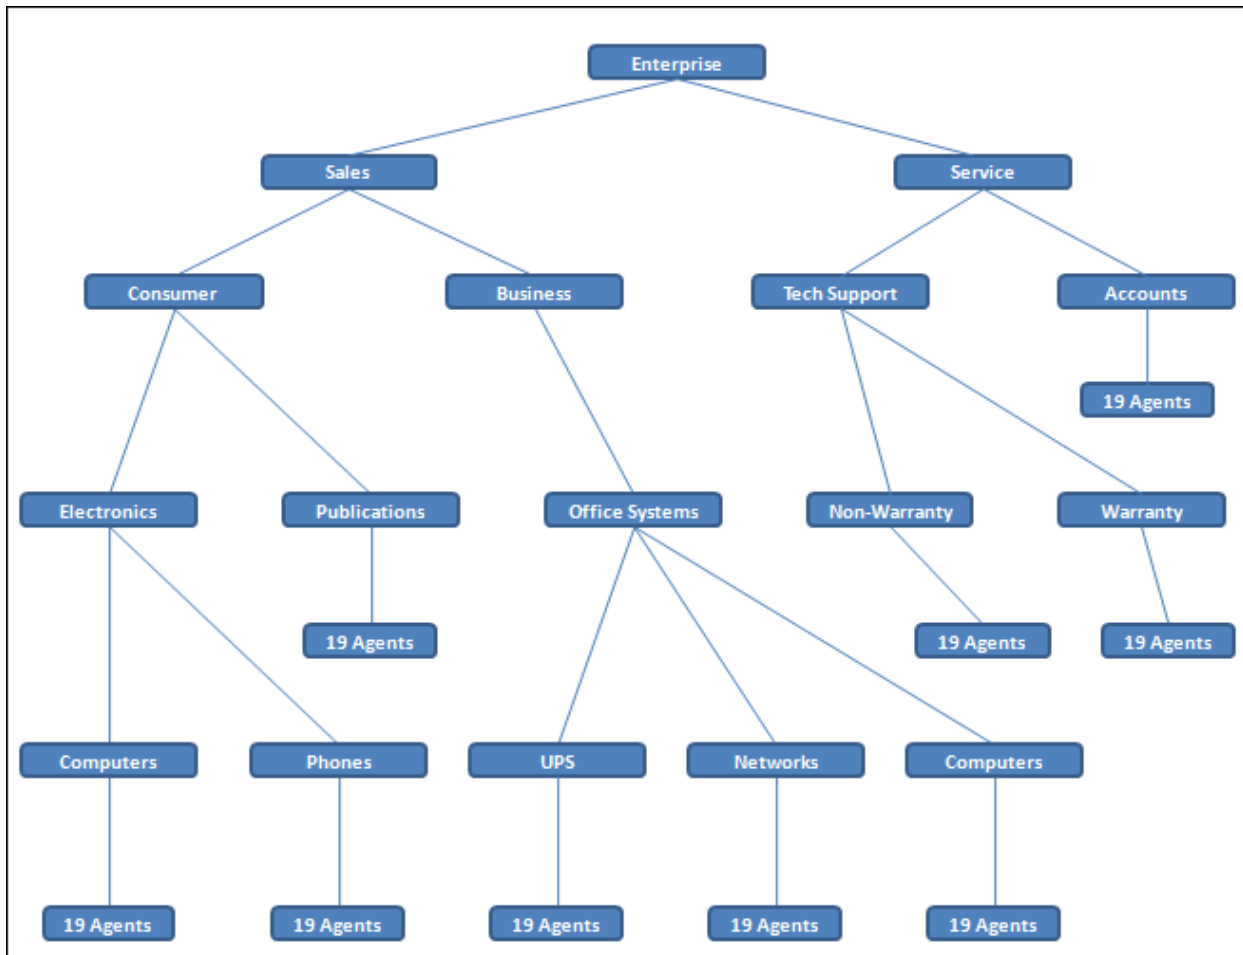 Enterprise
Sales
Service
Consumer
Business
Tech Support
Accounts
19 Agents
Electronics
Publications
Office Systems
Non-Warranty
Warranty
19 Agents
19 Agents
19 Agents
Computers
Phones
UPS
Networks
Computers
19 Agents
19 Agents
19 Agents
19 Agents
19 Agents